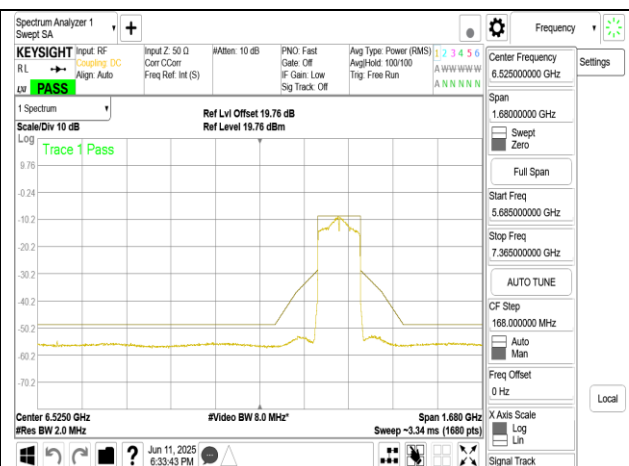 Spectrum Analyzer 1
Swept SA
+
Frequency
KEYSIGHT
Input: RF
Input Z: 50 Ω
#Atten: 10 dB
PNO: Fast
Avg Type: Power (RMS)
1 2 3 4 5 6
RL
Coupling: DC
Corr CCorr
Gate: Off
Avg|Hold: 100/100
A W W W W W
Align: Auto
Freq Ref: Int (S)
IF Gain: Low
Trig: Free Run
LXI
PASS
Sig Track: Off
A N N N N N
1 Spectrum
Ref Lvl Offset 19.76 dB
Scale/Div 10 dB
Ref Level 19.76 dBm
Log
Trace 1 Pass
9.76
-0.24
-10.2
-20.2
-30.2
-40.2
-50.2
-60.2
-70.2
Center 6.5250 GHz
#Video BW 8.0 MHz*
Span 1.680 GHz
#Res BW 2.0 MHz
Sweep ~3.34 ms (1680 pts)
?
Jun 11, 2025
6:33:43 PM
Center Frequency
6.525000000 GHz
Settings
Span
1.68000000 GHz
Swept
Zero
Full Span
Start Freq
5.685000000 GHz
Stop Freq
7.365000000 GHz
AUTO TUNE
CF Step
168.000000 MHz
Auto
Man
Freq Offset
0 Hz
Local
X Axis Scale
Log
Lin
Signal Track